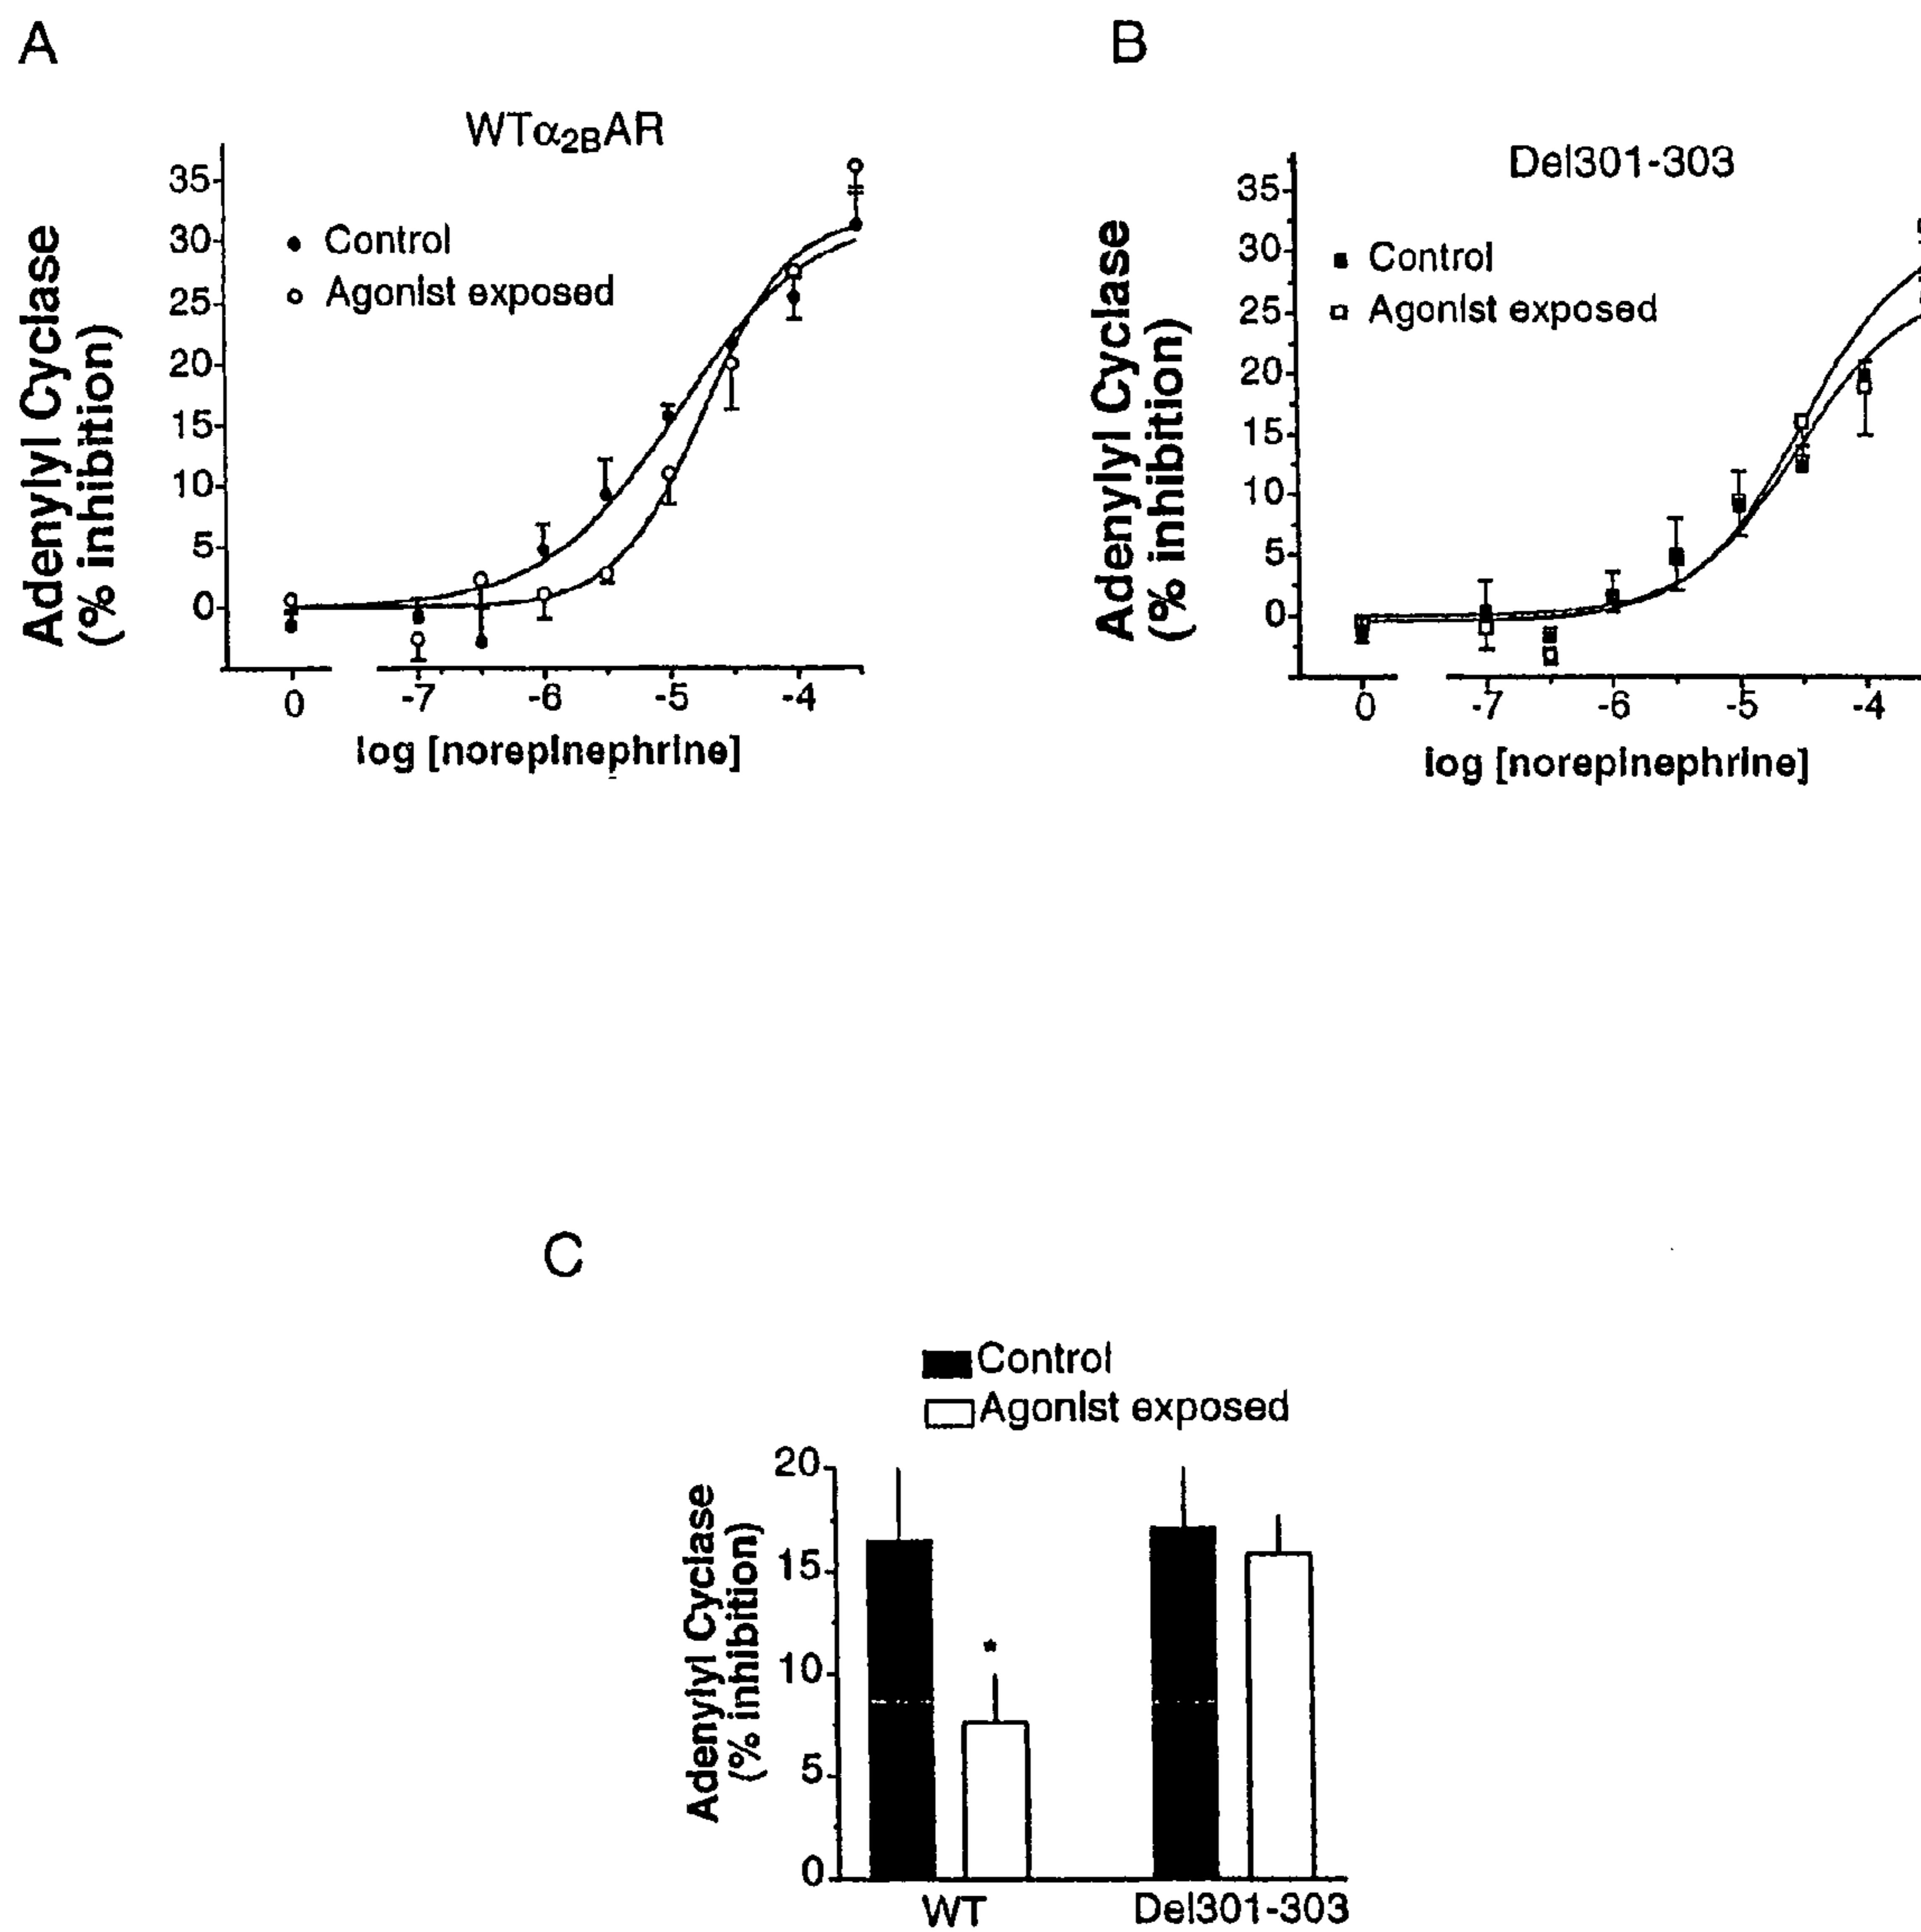 A
WTα2BAR
35
30
25
20
15
10
5
0
Control
Agonist exposed
Adenylyl Cyclase
(% inhibition)
0 -7 -6 -5 -4
log [norepinephrine]
B
Del301-303
35
30
25
20
15
10
5
0
Control
Agonist exposed
Adenylyl Cyclase
(% inhibition)
0 -7 -6 -5 -4
log [norepinephrine]
C
Control
Agonist exposed
20
15
10
5
0
*
Adenylyl Cyclase
(% inhibition)
WT Del301-303